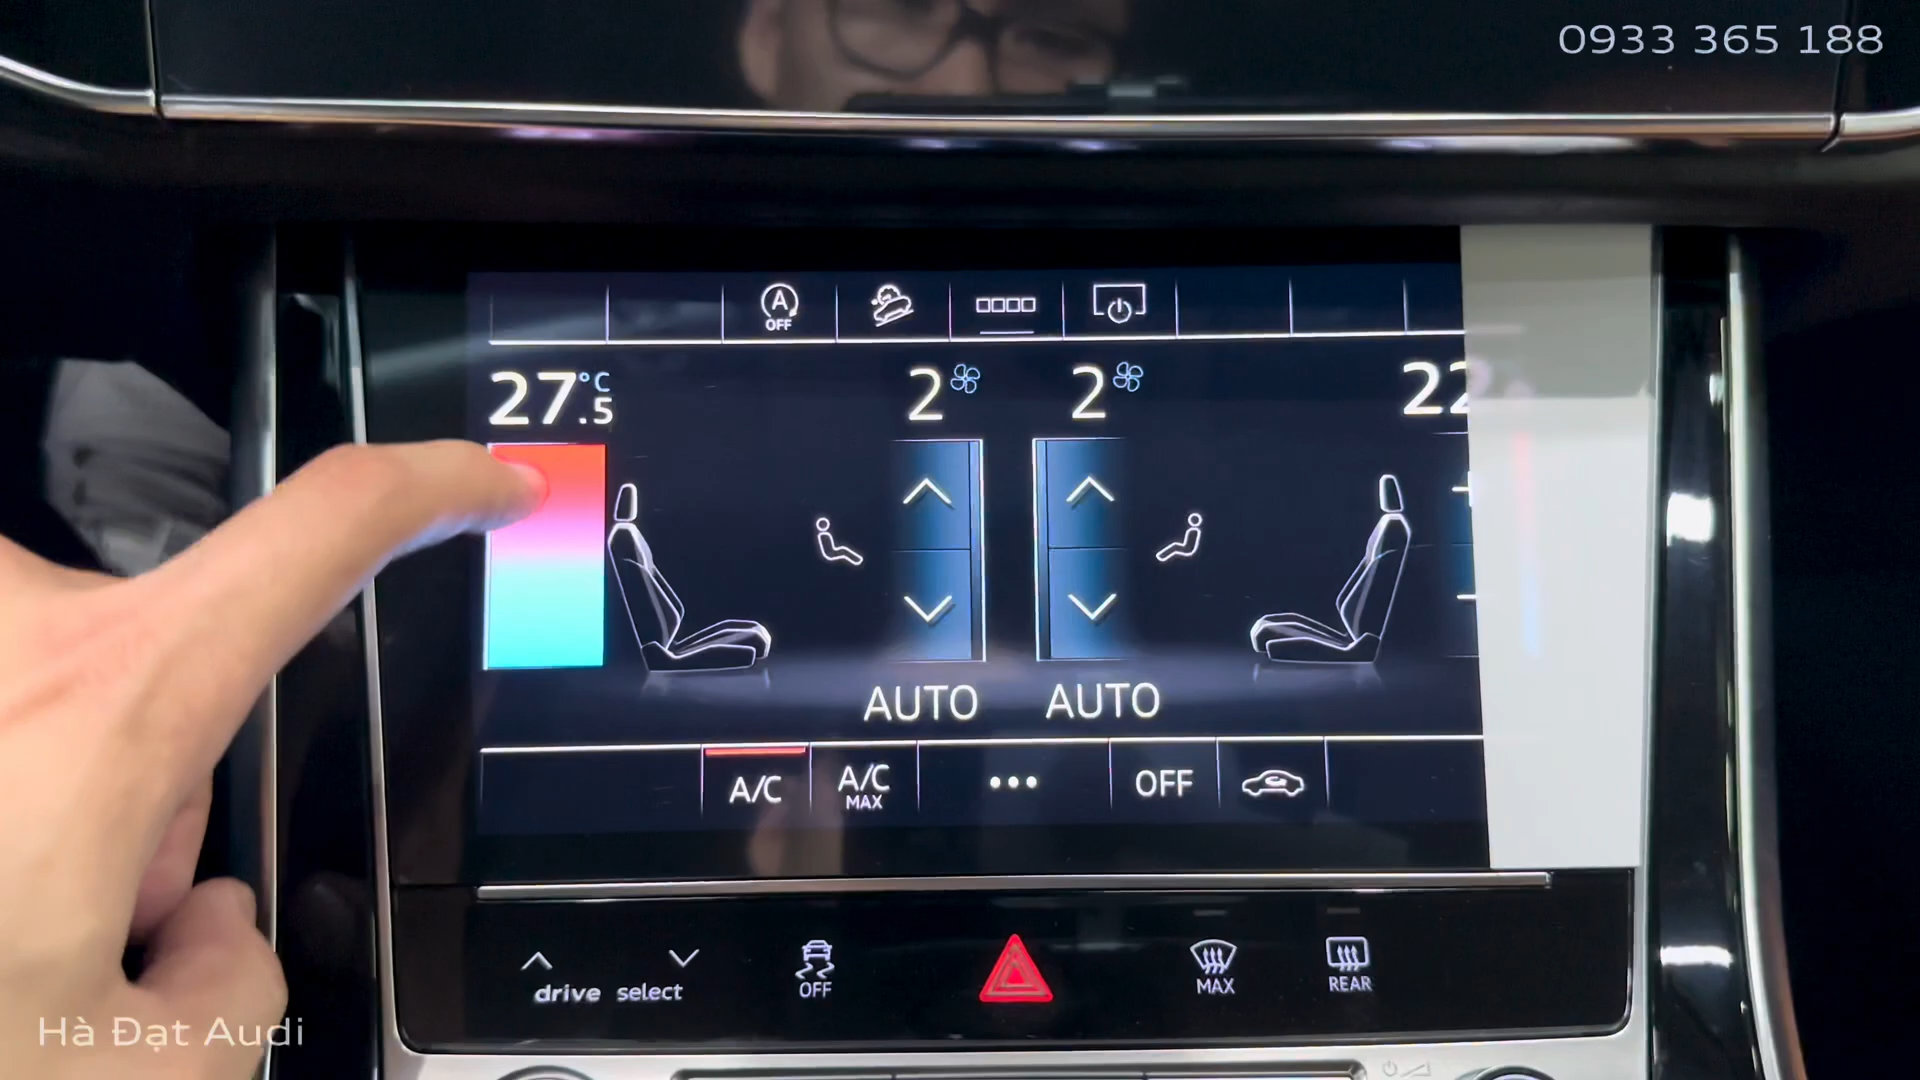 0933 365 188
A
OFF
27.5 °C
2
2
22
AUTO
AUTO
A/C
A/C
MAX
OFF
drive select
OFF
MAX
REAR
Hà Đạt Audi